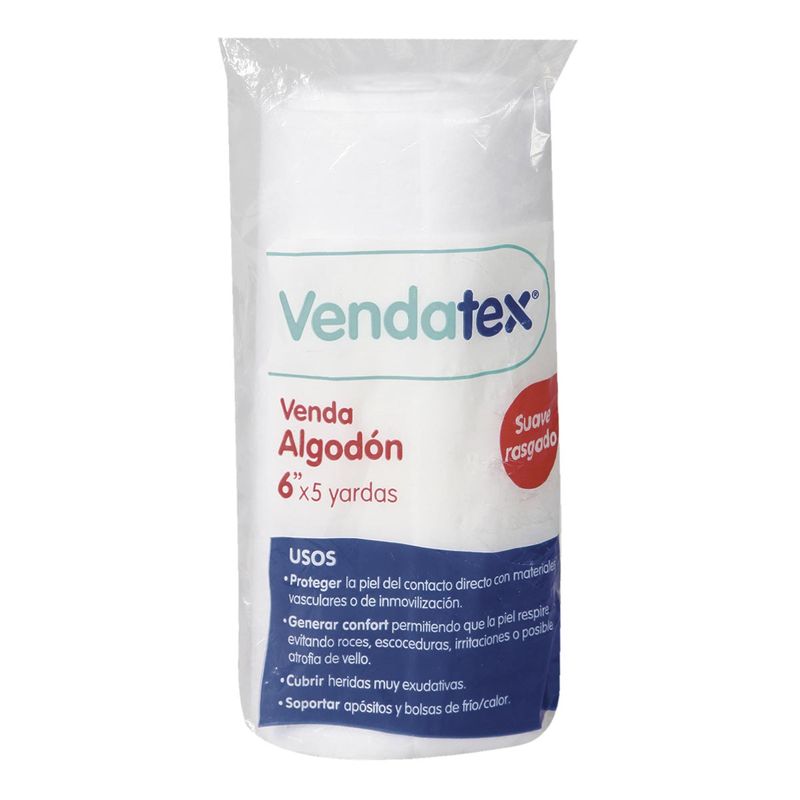 Vendatex®
Venda
Algodón
6"x5 yardas
Suave
rasgado
USOS
•Proteger la piel del contacto directo con materiales
vasculares o de inmovilización.
•Generar confort permitiendo que la piel respire
evitando roces, escoceduras, irritaciones o posible
atrofia de vello.
•Cubrir heridas muy exudativas.
•Soportar apósitos y bolsas de frío/calor.